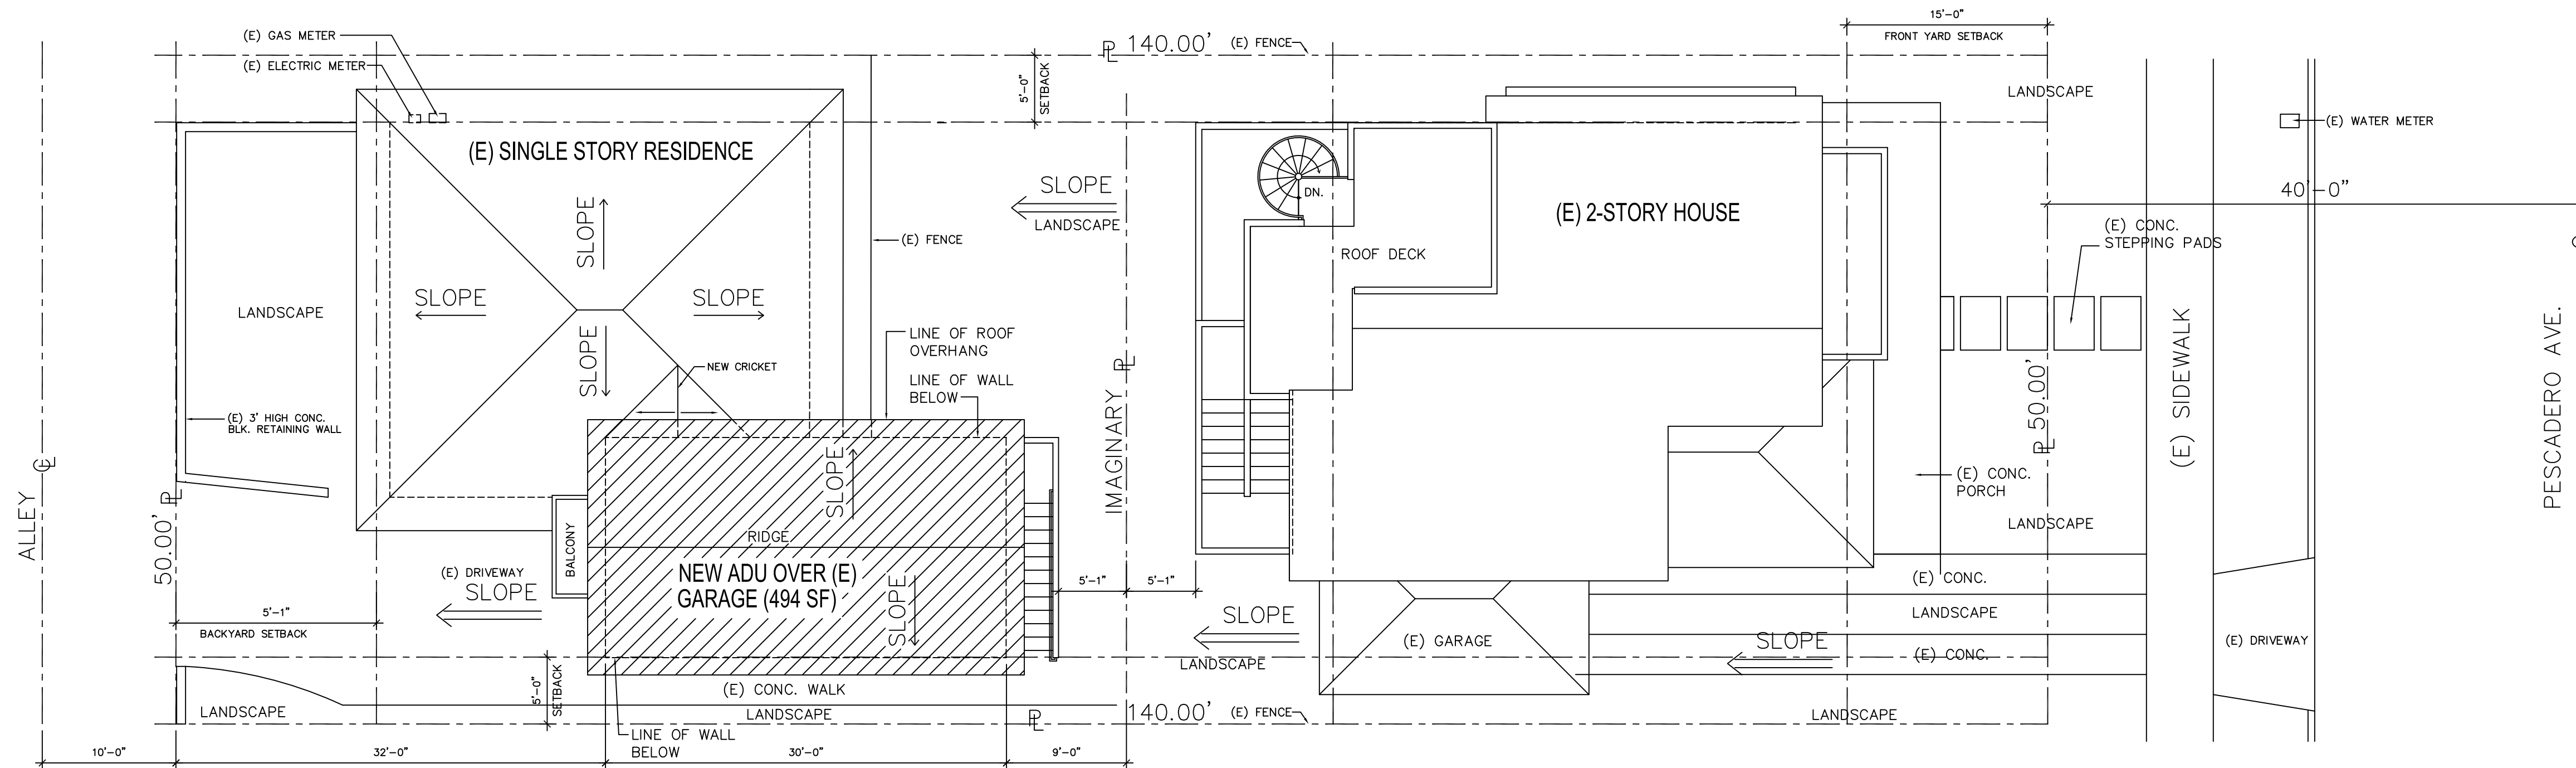 15'-0"
FRONT YARD SETBACK
(E) GAS METER
(E) ELECTRIC METER
5'-0"
SETBACK
PL
140.00'
(E) FENCE
LANDSCAPE
(E) WATER METER
(E) SINGLE STORY RESIDENCE
SLOPE
SLOPE
LANDSCAPE
DN.
(E) 2-STORY HOUSE
40'-0"
(E) CONC.
STEPPING PADS
(E) FENCE
ROOF DECK
LANDSCAPE
SLOPE
SLOPE
SLOPE
LINE OF ROOF
OVERHANG
NEW CRICKET
LINE OF WALL
BELOW
IMAGINARY
PL
50.00'
PL
(E) SIDEWALK
PESCADERO AVE.
(E) 3' HIGH CONC.
BLK. RETAINING WALL
ALLEY
CL
50.00'
PL
SLOPE
(E) CONC.
PORCH
LANDSCAPE
RIDGE
BALCONY
(E) DRIVEWAY
SLOPE
NEW ADU OVER (E)
GARAGE (494 SF)
SLOPE
5'-1"
5'-1"
(E) CONC.
5'-1"
BACKYARD SETBACK
SLOPE
LANDSCAPE
(E) GARAGE
LANDSCAPE
SLOPE
(E) CONC.
(E) DRIVEWAY
5'-0"
SETBACK
(E) CONC. WALK
LANDSCAPE
LANDSCAPE
PL
140.00'
(E) FENCE
LANDSCAPE
LINE OF WALL
BELOW
10'-0"
32'-0"
30'-0"
9'-0"